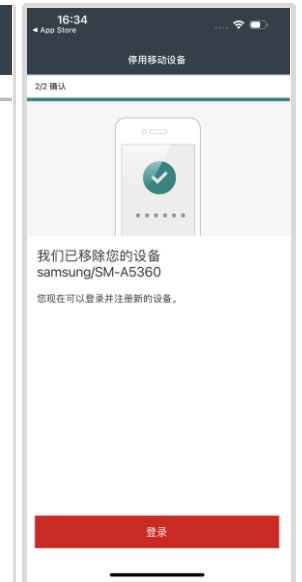 16:34
◀ App Store
停用移动设备
2/2 确认
我们已移除您的设备
samsung/SM-A5360
您现在可以登录并注册新的设备。
登录